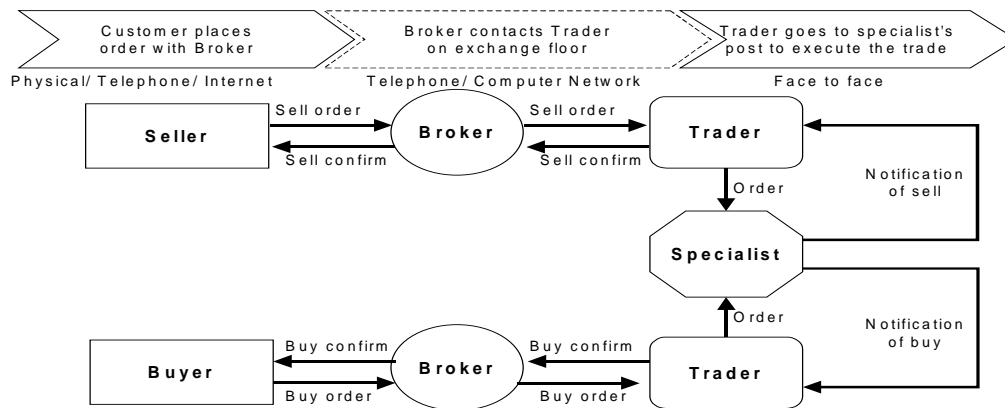 Customer places
order with Broker
Broker contacts Trader
on exchange floor
Trader goes to specialist's
post to execute the trade
Physical/ Telephone/ Internet
Telephone/ Computer Network
Face to face
Sell order
Sell order
Seller
Broker
Trader
Sell confirm
Sell confirm
Notification
of sell
Order
Specialist
Order
Notification
of buy
Buy confirm
Buy confirm
Buyer
Broker
Trader
Buy order
Buy order